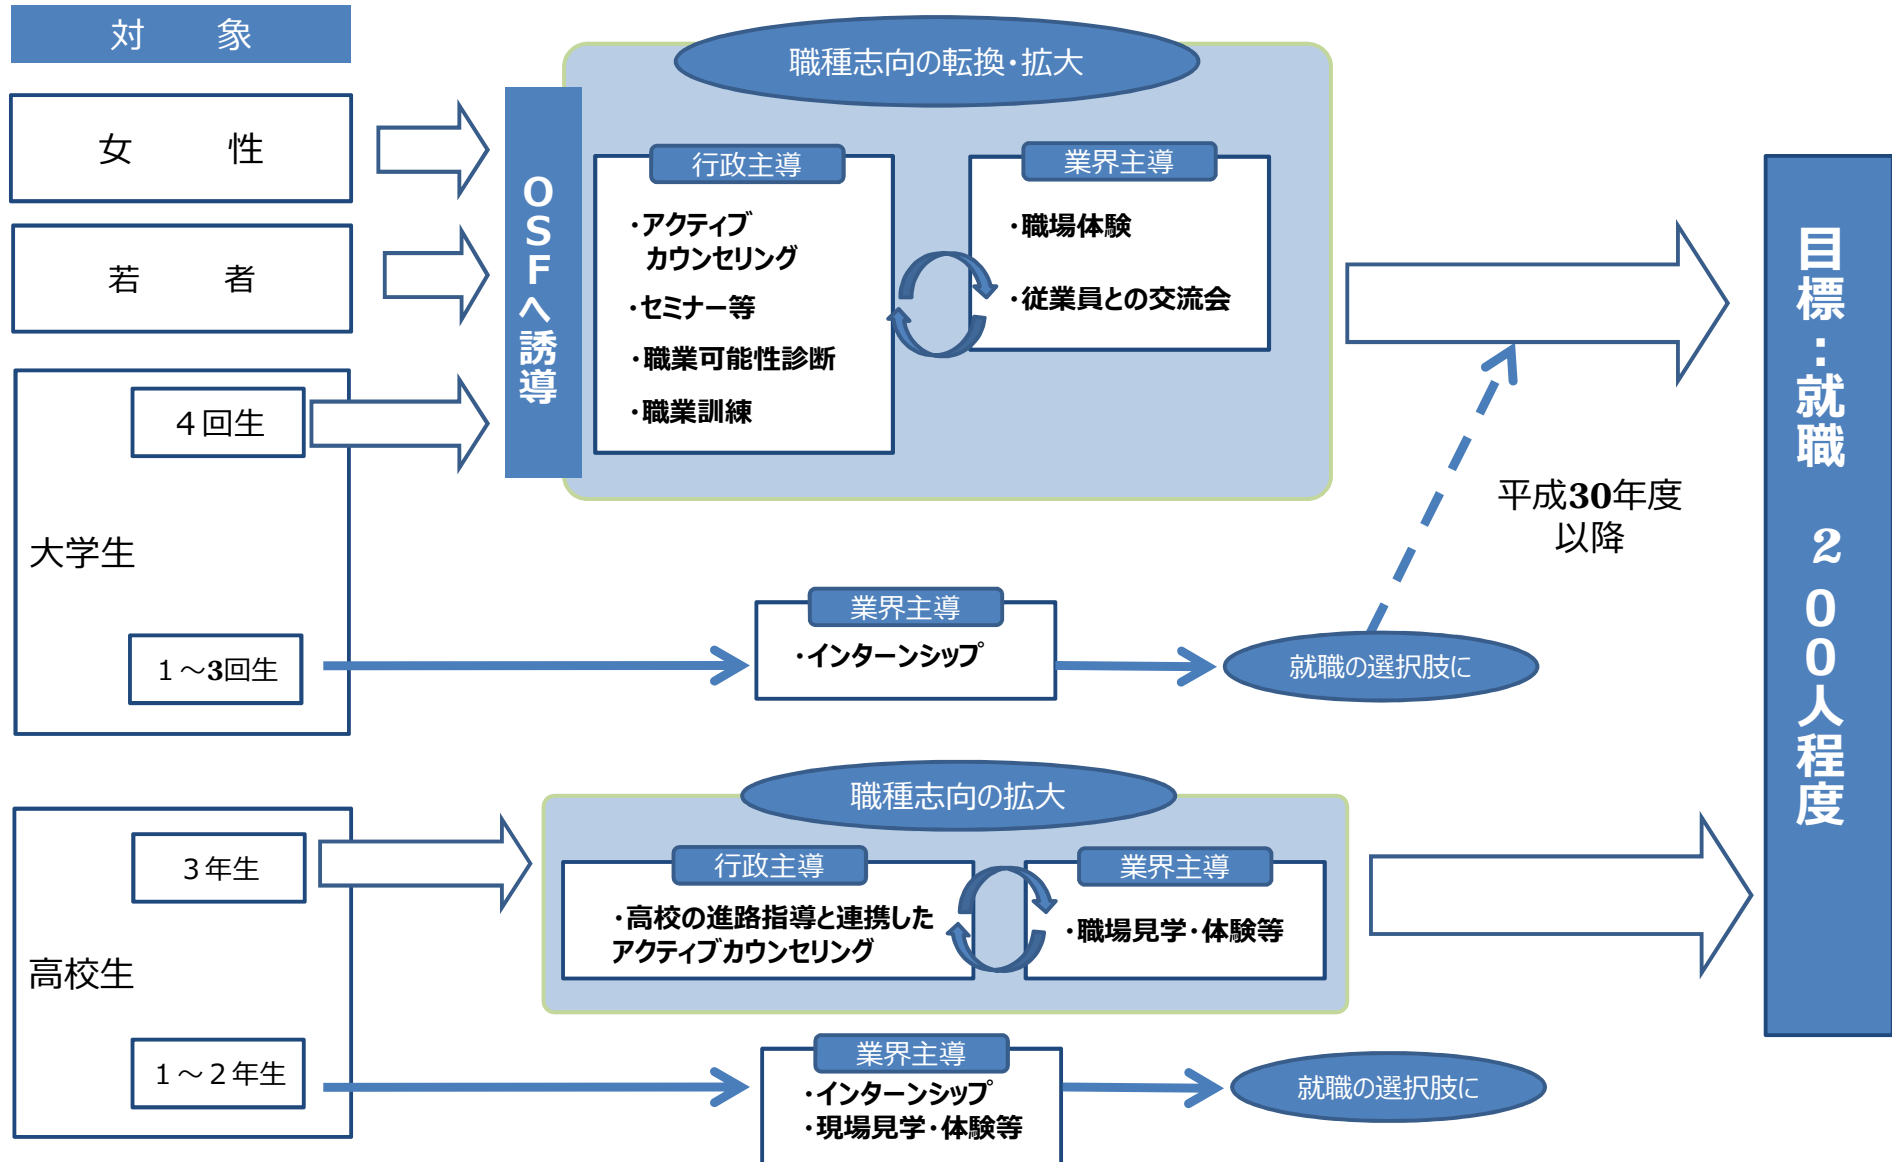 対　　象
女　　性
若　　者
大学生
４回生
１～3回生
高校生
３年生
１～２年生
ＯＳＦへ誘導
職種志向の転換・拡大
行政主導
・アクティブ
カウンセリング
・セミナー等
・職業可能性診断
・職業訓練
業界主導
・職場体験
・従業員との交流会
業界主導
・インターンシップ
就職の選択肢に
平成30年度
以降
職種志向の拡大
行政主導
・高校の進路指導と連携した
アクティブカウンセリング
業界主導
・職場見学・体験等
業界主導
・インターンシップ
・現場見学・体験等
就職の選択肢に
目標：就職　２００人程度